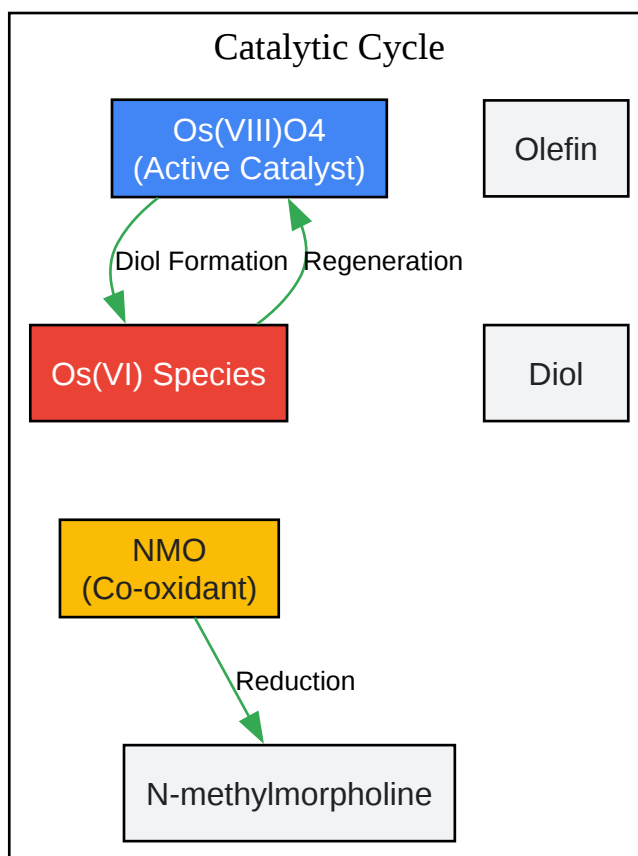 Catalytic Cycle
Os(VIII)O4
(Active Catalyst)
Olefin
Diol Formation
Regeneration
Os(VI) Species
Diol
NMO
(Co-oxidant)
Reduction
N-methylmorpholine